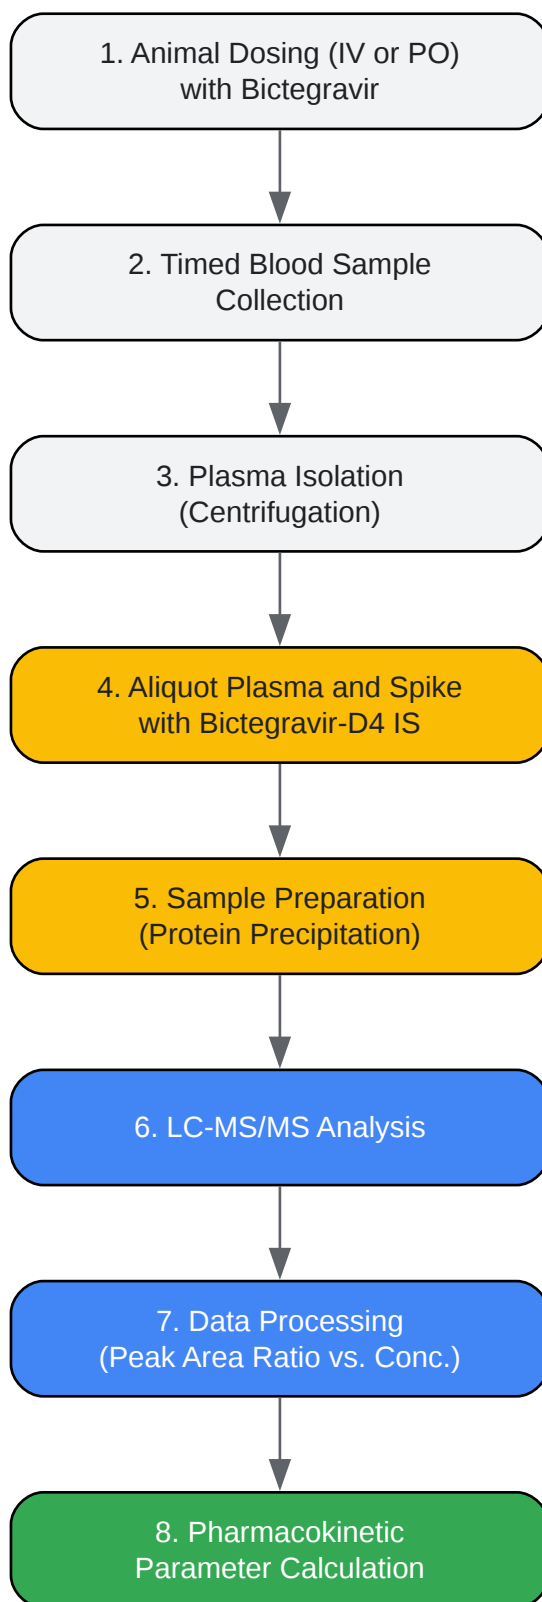 1. Animal Dosing (IV or PO)
with Bictegravir
2. Timed Blood Sample
Collection
3. Plasma Isolation
(Centrifugation)
4. Aliquot Plasma and Spike
with Bictegravir-D4 IS
5. Sample Preparation
(Protein Precipitation)
6. LC-MS/MS Analysis
7. Data Processing
(Peak Area Ratio vs. Conc.)
8. Pharmacokinetic
Parameter Calculation